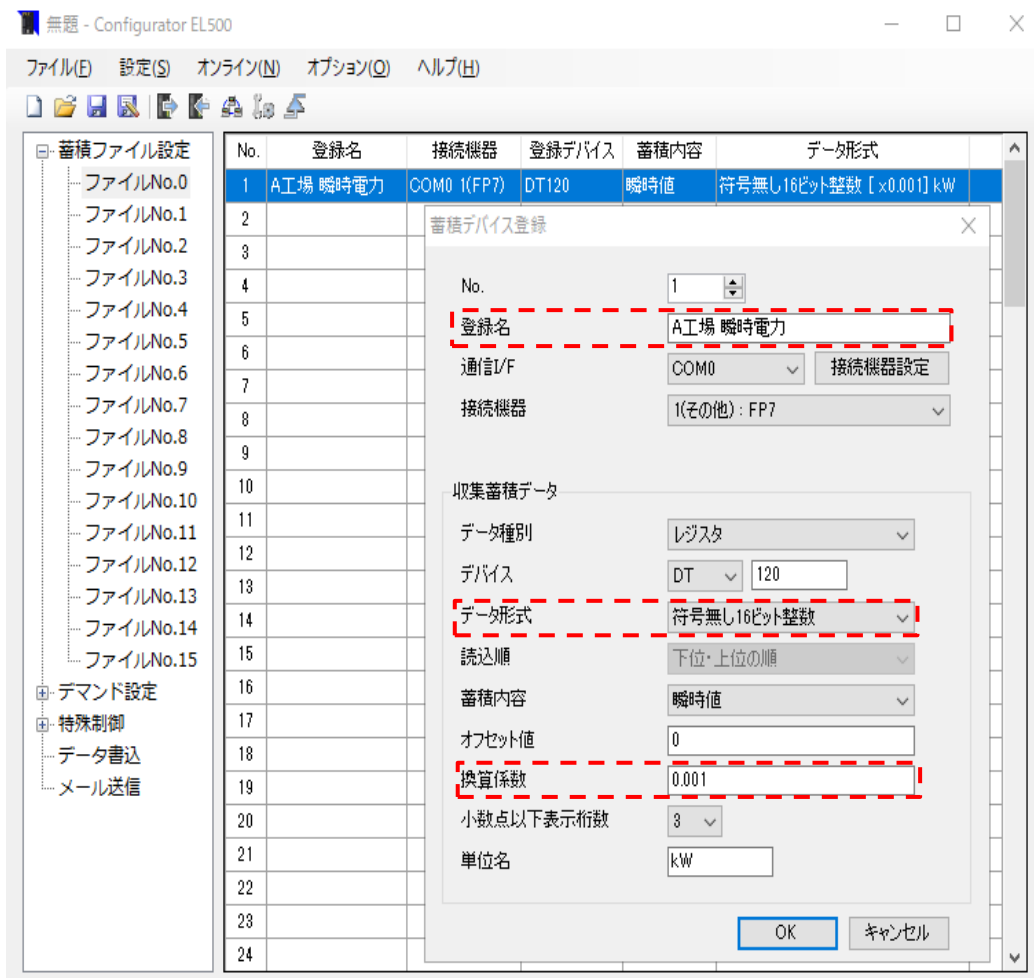 無題 - Configurator EL500
ファイル(F) 設定(S) オンライン(N) オプション(O) ヘルプ(H)
蓄積ファイル設定
ファイルNo.0
ファイルNo.1
ファイルNo.2
ファイルNo.3
ファイルNo.4
ファイルNo.5
ファイルNo.6
ファイルNo.7
ファイルNo.8
ファイルNo.9
ファイルNo.10
ファイルNo.11
ファイルNo.12
ファイルNo.13
ファイルNo.14
ファイルNo.15
デマンド設定
特殊制御
データ書込
メール送信
No. 登録名 接続機器 登録デバイス 蓄積内容 データ形式
1 A工場 瞬時電力 COM0 1(FP7) DT120 瞬時値 符号無し16ビット整数 [ x0.001] kW
2
3
4
5
6
7
8
9
10
11
12
13
14
15
16
17
18
19
20
21
22
23
24
蓄積デバイス登録
No. 1
登録名 A工場 瞬時電力
通信I/F COM0 接続機器設定
接続機器 1(その他) : FP7
収集蓄積データ
データ種別 レジスタ
デバイス DT 120
データ形式 符号無し16ビット整数
読込順 下位・上位の順
蓄積内容 瞬時値
オフセット値 0
換算係数 0.001
小数点以下表示桁数 3
単位名 kW
OK キャンセル